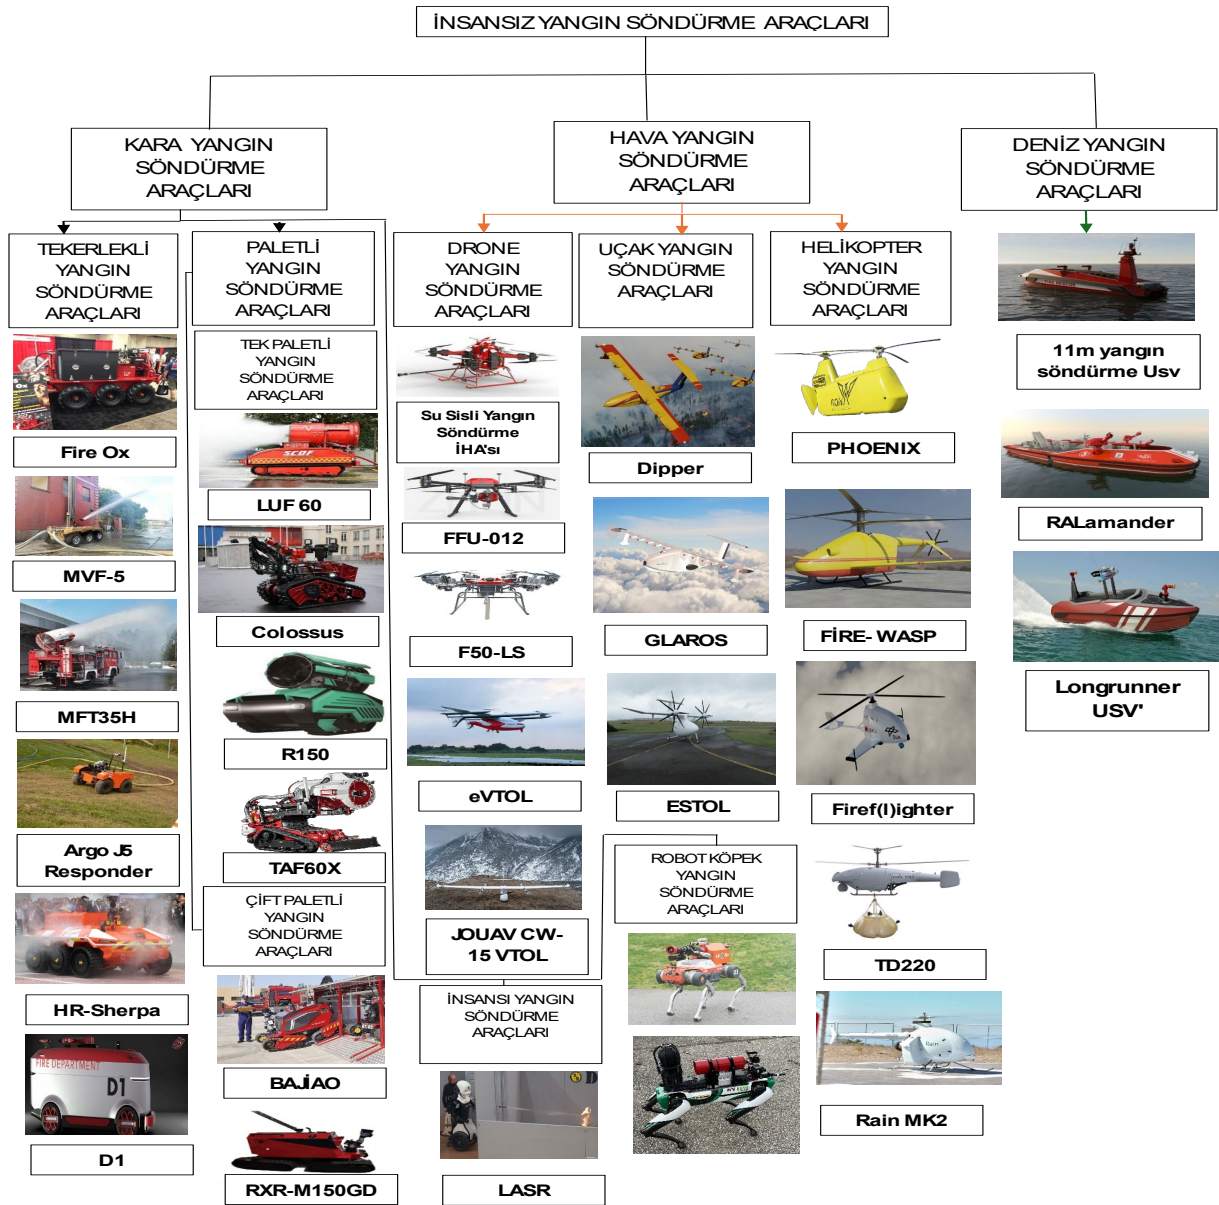 İNSANSIZ YANGIN SÖNDÜRME ARAÇLARI
KARA YANGIN
SÖNDÜRME
ARAÇLARI
HAVA YANGIN
SÖNDÜRME
ARAÇLARI
DENİZ YANGIN
SÖNDÜRME
ARAÇLARI
TEKERLEKLİ
YANGIN
SÖNDÜRME
ARAÇLARI
PALETLİ
YANGIN
SÖNDÜRME
ARAÇLARI
DRONE
YANGIN
SÖNDÜRME
ARAÇLARI
UÇAK YANGIN
SÖNDÜRME
ARAÇLARI
HELİKOPTER
YANGIN
SÖNDÜRME
ARAÇLARI
Fire Ox
MVF-5
MFT35H
Argo J5
Responder
HR-Sherpa
FIRE DEPARTMENT
D1
D1
TEK PALETLİ
YANGIN
SÖNDÜRME
ARAÇLARI
SCDF
LUF 60
Colossus
R150
TAF60X
ÇİFT PALETLİ
YANGIN
SÖNDÜRME
ARAÇLARI
BAJİAO
RXR-M150GD
Su Sisli Yangın
Söndürme
İHA'sı
FFU-012
F50-LS
eVTOL
JOUAV CW-
15 VTOL
İNSANSI YANGIN
SÖNDÜRME
ARAÇLARI
LASR
Dipper
GLAROS
ESTOL
ROBOT KÖPEK
YANGIN
SÖNDÜRME
ARAÇLARI
PHOENIX
FİRE- WASP
Firef(l)ighter
TD220
Rain
Rain MK2
11m yangın
söndürme Usv
RALamander
Longrunner
USV'